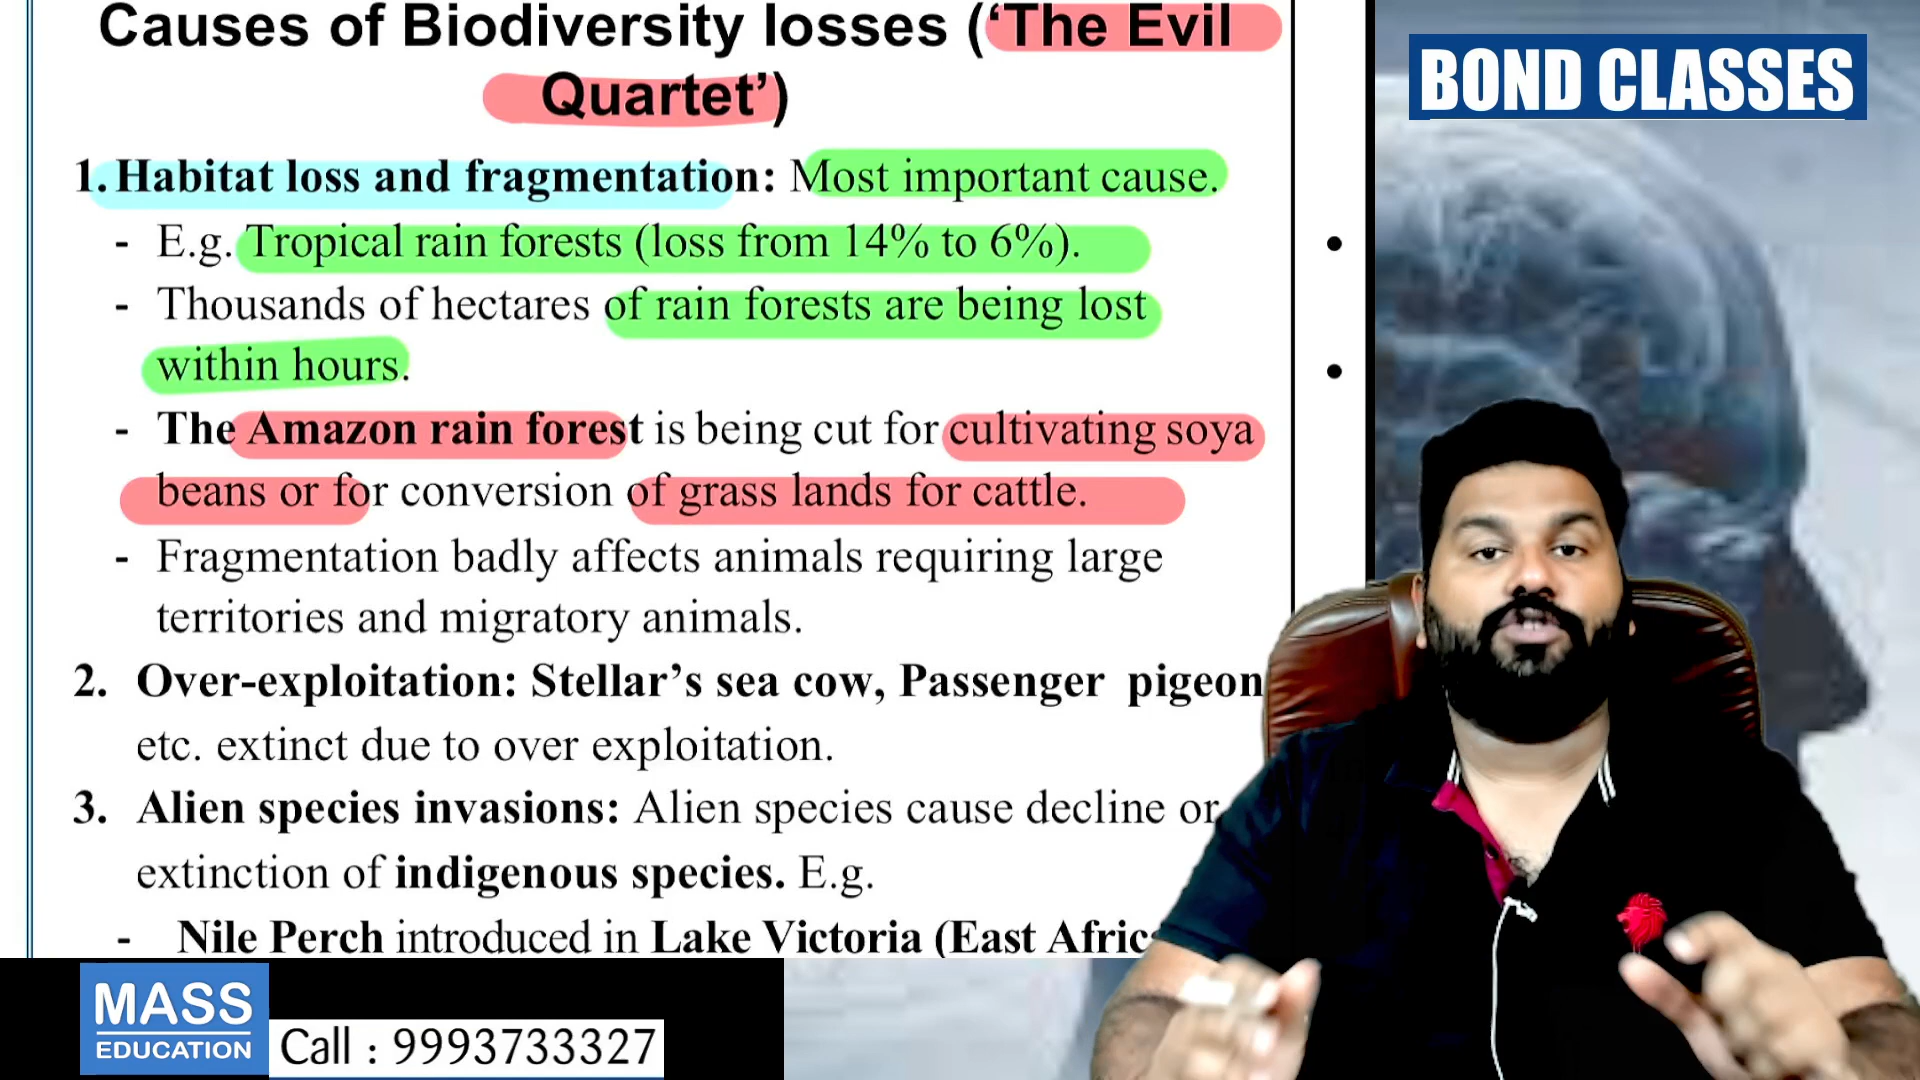 Causes of Biodiversity losses (‘The Evil
Quartet’)
BOND CLASSES
1. Habitat loss and fragmentation: Most important cause.
- E.g. Tropical rain forests (loss from 14% to 6%).
- Thousands of hectares of rain forests are being lost
within hours.
- The Amazon rain forest is being cut for cultivating soya
beans or for conversion of grass lands for cattle.
- Fragmentation badly affects animals requiring large
territories and migratory animals.
2. Over-exploitation: Stellar’s sea cow, Passenger pigeon
etc. extinct due to over exploitation.
3. Alien species invasions: Alien species cause decline or
extinction of indigenous species. E.g.
- Nile Perch introduced in Lake Victoria (East
MASS
EDUCATION
Call : 9993733327